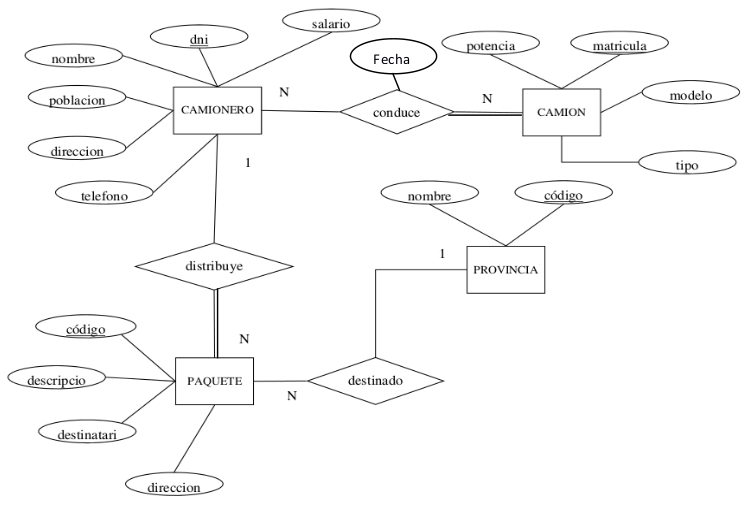 salario
dni
nombre
Fecha
potencia
matricula
N
N
modelo
poblacion
CAMIONERO
conduce
CAMION
direccion
1
tipo
telefono
nombre
código
1
distribuye
PROVINCIA
código
N
descripcio
PAQUETE
destinado
N
destinatari
direccion